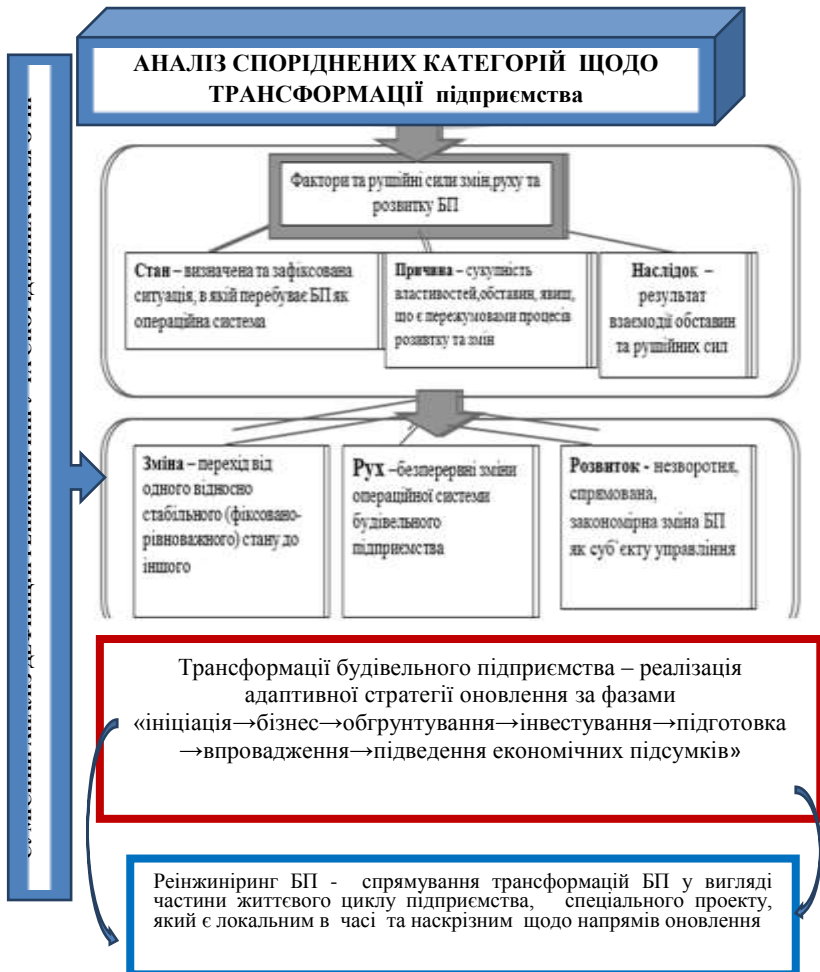 АНАЛІЗ СПОРІДНЕНИХ КАТЕГОРІЙ ЩОДО
ТРАНСФОРМАЦІЇ підприємства
Фактори та рушійні сили змін,руху та
розвитку БП
Стан – визначена та зафіксована
ситуація, в якій перебуває БП як
операційна система
Причина – сукупність
властивостей,обставин, явищ,
що є пережумовами процесів
розивтку та змін
Наслідок –
результат
взаємодії обставин
та рушійних сил
Зміна – перехід від
одного відносно
стабільного (фіксовано-
рівноважного) стану до
іншого
Рух –безперервні зміни
операційної системи
будівельного
підприємства
Розвиток - незворотня,
спрямована,
закономірна зміна БП
як суб`єкту управління
Трансформації будівельного підприємства – реалізація
адаптивної стратегії оновлення за фазами
«ініціація→бізнес→обгрунтування→інвестування→підготовка
→впровадження→підведення економічних підсумків»
Реінжиніринг БП - спрямування трансформацій БП у вигляді
частини життєвого циклу підприємства, спеціального проекту,
який є локальним в часі та наскрізним щодо напрямів оновлення